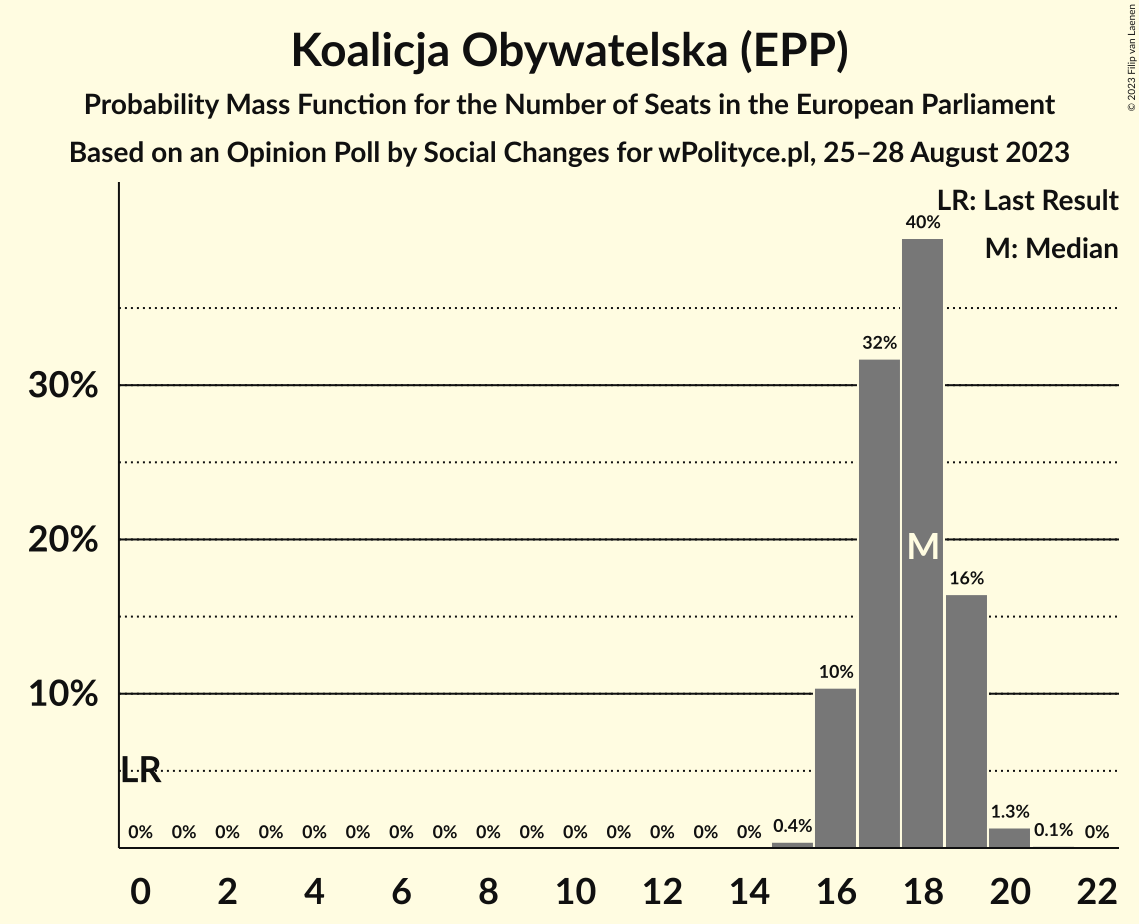 Koalicja Obywatelska (EPP)
Probability Mass Function for the Number of Seats in the European Parliament
Based on an Opinion Poll by Social Changes for wPolityce.pl, 25–28 August 2023
© 2023 Filip van Laenen
LR: Last Result
M: Median
40%
32%
30%
20%
M
16%
10%
10%
LR
0% 0% 0% 0% 0% 0% 0% 0% 0% 0% 0% 0% 0% 0% 0% 0.4% 1.3% 0.1% 0%
0 2 4 6 8 10 12 14 16 18 20 22